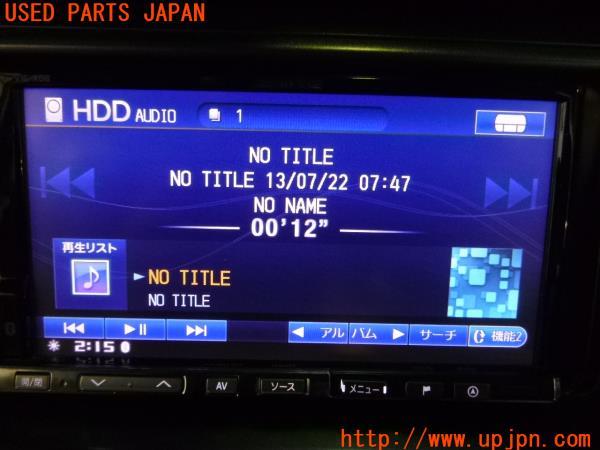 USED PARTS JAPAN
HDD AUDIO 1
NO TITLE
NO TITLE 13/07/22 07:47
NO NAME
00'12"
再生リスト
NO TITLE
NO TITLE
アルバム サーチ 機能2
2:15
開/閉 AV ソース メニュー
http://www.upjpn.com